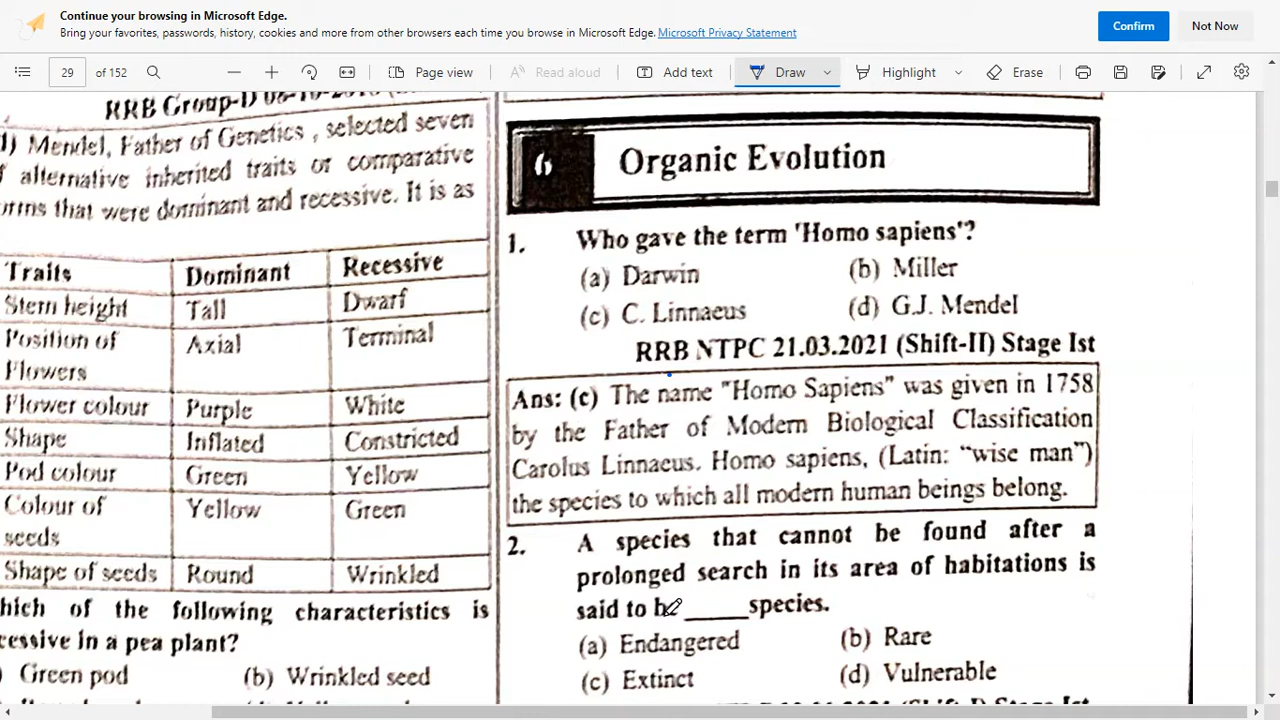 Continue your browsing in Microsoft Edge.
Bring your favorites, passwords, history, cookies and more from other browsers each time you browse in Microsoft Edge. Microsoft Privacy Statement
Confirm
Not Now
29 of 152
Page view
Read aloud
Add text
Draw
Highlight
Erase
RRB Group-D
Mendel, Father of Genetics , selected seven
alternative inherited traits or comparative
that were dominant and recessive. It is as
Traits Dominant Recessive
Stem height Tall Dwarf
Position of Axial Terminal
Flowers
Flower colour Purple White
Shape Inflated Constricted
Pod colour Green Yellow
Colour of Yellow Green
seeds
Shape of seeds Round Wrinkled
of the following characteristics is
in a pea plant?
Green pod (b) Wrinkled seed
6 Organic Evolution
1. Who gave the term 'Homo sapiens'?
(a) Darwin (b) Miller
(c) C. Linnaeus (d) G.J. Mendel
RRB NTPC 21.03.2021 (Shift-II) Stage Ist
Ans: (c) The name "Homo Sapiens" was given in 1758
by the Father of Modern Biological Classification
Carolus Linnaeus. Homo sapiens, (Latin: “wise man”)
the species to which all modern human beings belong.
2. A species that cannot be found after a
prolonged search in its area of habitations is
said to _____species.
(a) Endangered (b) Rare
(c) Extinct (d) Vulnerable